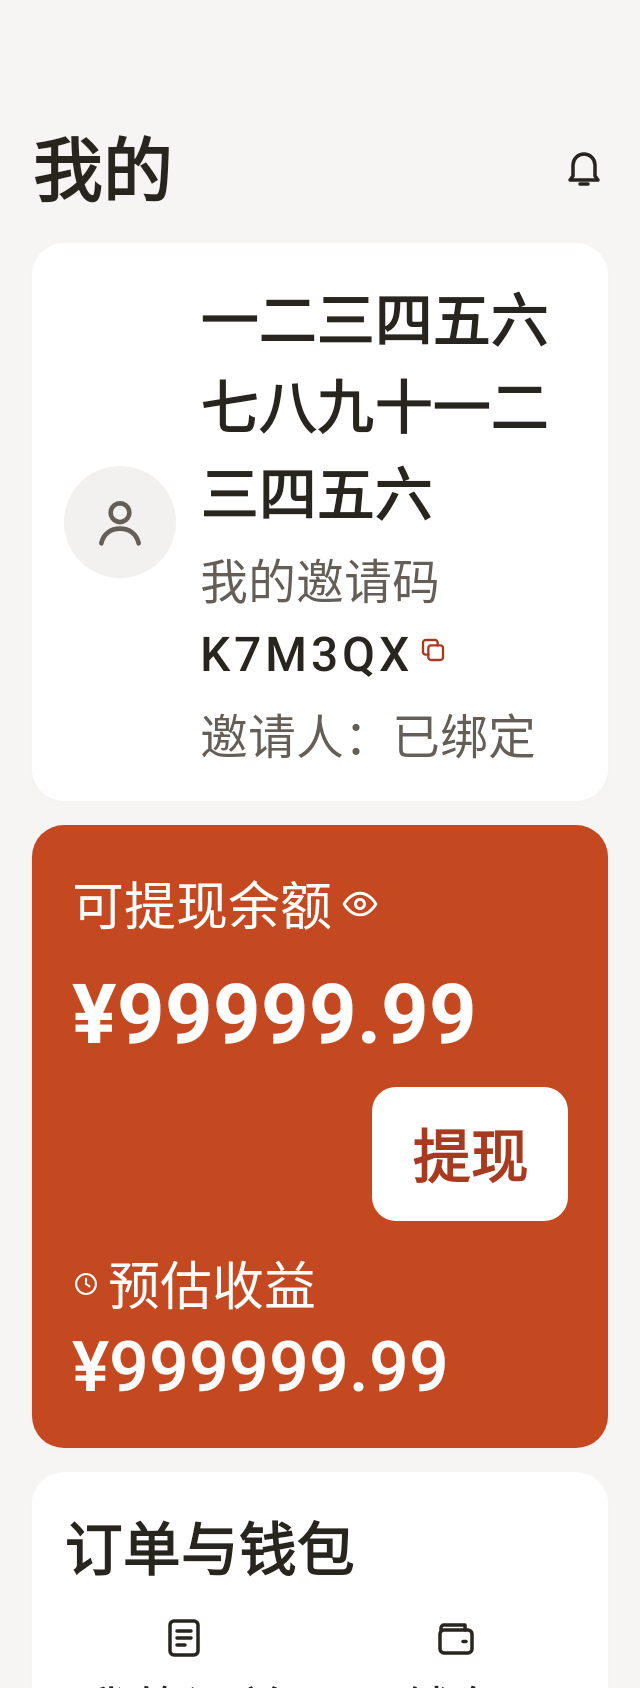 我的
一二三四五六
七八九十一二
三四五六
我的邀请码
K7M3QX
邀请人：已绑定
可提现余额
¥99999.99
提现
预估收益
¥999999.99
订单与钱包